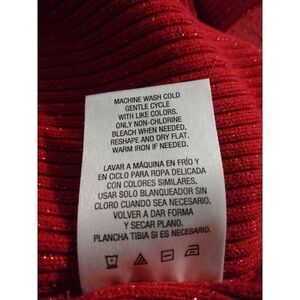 MACHINE WASH COLD
GENTLE CYCLE
WITH LIKE COLORS.
ONLY NON-CHLORINE
BLEACH WHEN NEEDED.
RESHAPE AND DRY FLAT.
WARM IRON IF NEEDED.
LAVAR A MÁQUINA EN FRÍO Y
EN CICLO PARA ROPA DELICADA
CON COLORES SIMILARES.
USAR SOLO BLANQUEADOR SIN
CLORO CUANDO SEA NECESARIO.
VOLVER A DAR FORMA
Y SECAR PLANO.
PLANCHA TIBIA SI ES NECESARIO.